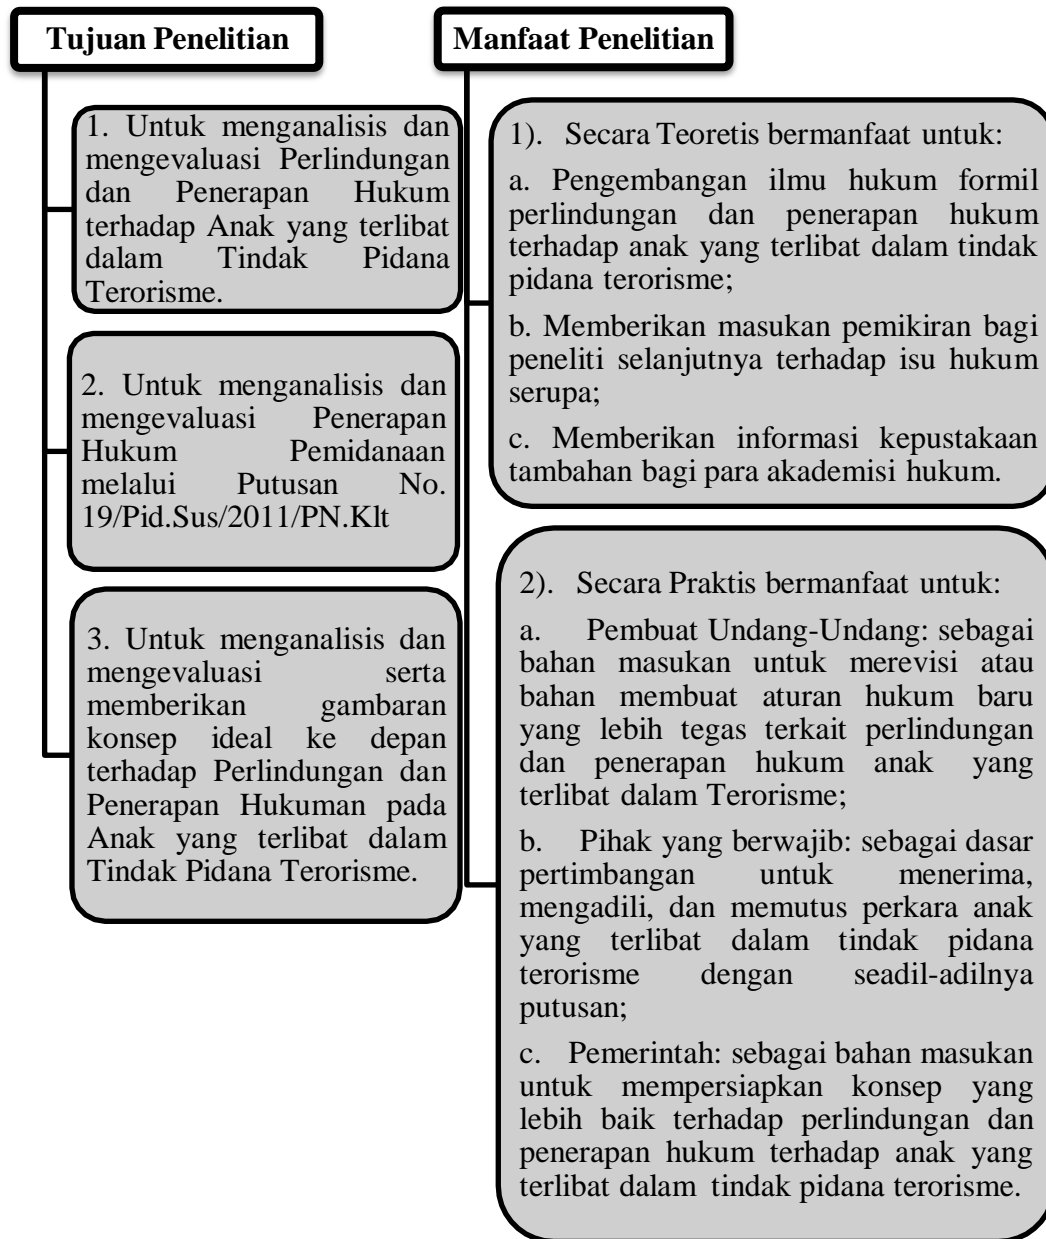 Tujuan Penelitian
1. Untuk menganalisis dan
mengevaluasi Perlindungan
dan Penerapan Hukum
terhadap Anak yang terlibat
dalam Tindak Pidana
Terorisme.
2. Untuk menganalisis dan
mengevaluasi Penerapan
Hukum Pemidanaan
melalui Putusan No.
19/Pid.Sus/2011/PN.Klt
3. Untuk menganalisis dan
mengevaluasi serta
memberikan gambaran
konsep ideal ke depan
terhadap Perlindungan dan
Penerapan Hukuman pada
Anak yang terlibat dalam
Tindak Pidana Terorisme.
Manfaat Penelitian
1). Secara Teoretis bermanfaat untuk:
a. Pengembangan ilmu hukum formil
perlindungan dan penerapan hukum
terhadap anak yang terlibat dalam tindak
pidana terorisme;
b. Memberikan masukan pemikiran bagi
peneliti selanjutnya terhadap isu hukum
serupa;
c. Memberikan informasi kepustakaan
tambahan bagi para akademisi hukum.
2). Secara Praktis bermanfaat untuk:
a. Pembuat Undang-Undang: sebagai
bahan masukan untuk merevisi atau
bahan membuat aturan hukum baru
yang lebih tegas terkait perlindungan
dan penerapan hukum anak yang
terlibat dalam Terorisme;
b. Pihak yang berwajib: sebagai dasar
pertimbangan untuk menerima,
mengadili, dan memutus perkara anak
yang terlibat dalam tindak pidana
terorisme dengan seadil-adilnya
putusan;
c. Pemerintah: sebagai bahan masukan
untuk mempersiapkan konsep yang
lebih baik terhadap perlindungan dan
penerapan hukum terhadap anak yang
terlibat dalam tindak pidana terorisme.